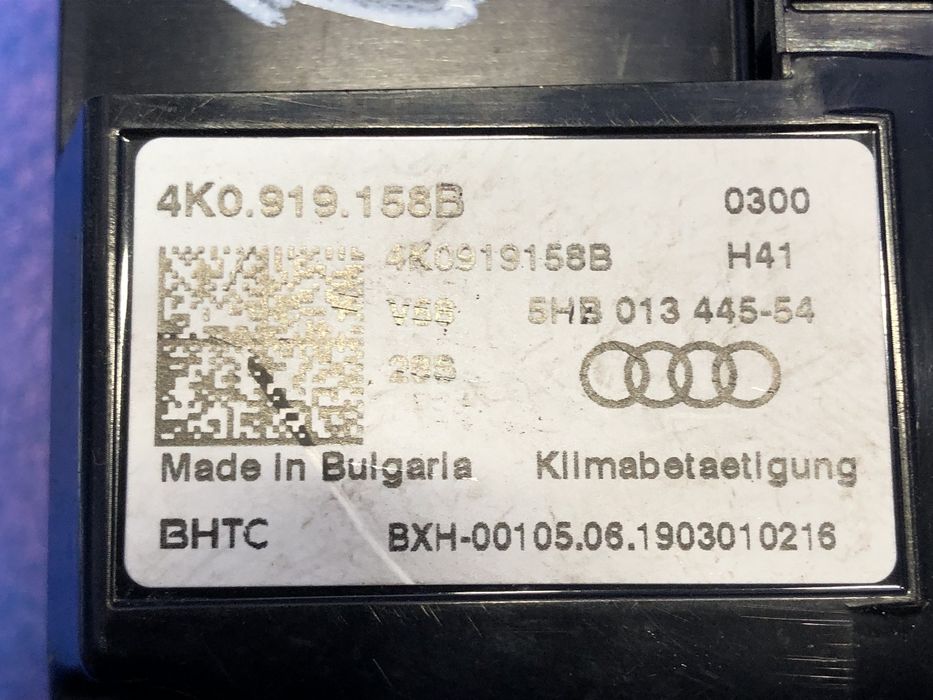 4K0.919.158B 0300
4K0919158B H41
5HB 013 445-54
Made in Bulgaria Klimabetaetigung
BHTC BXH-00105.06.1903010216